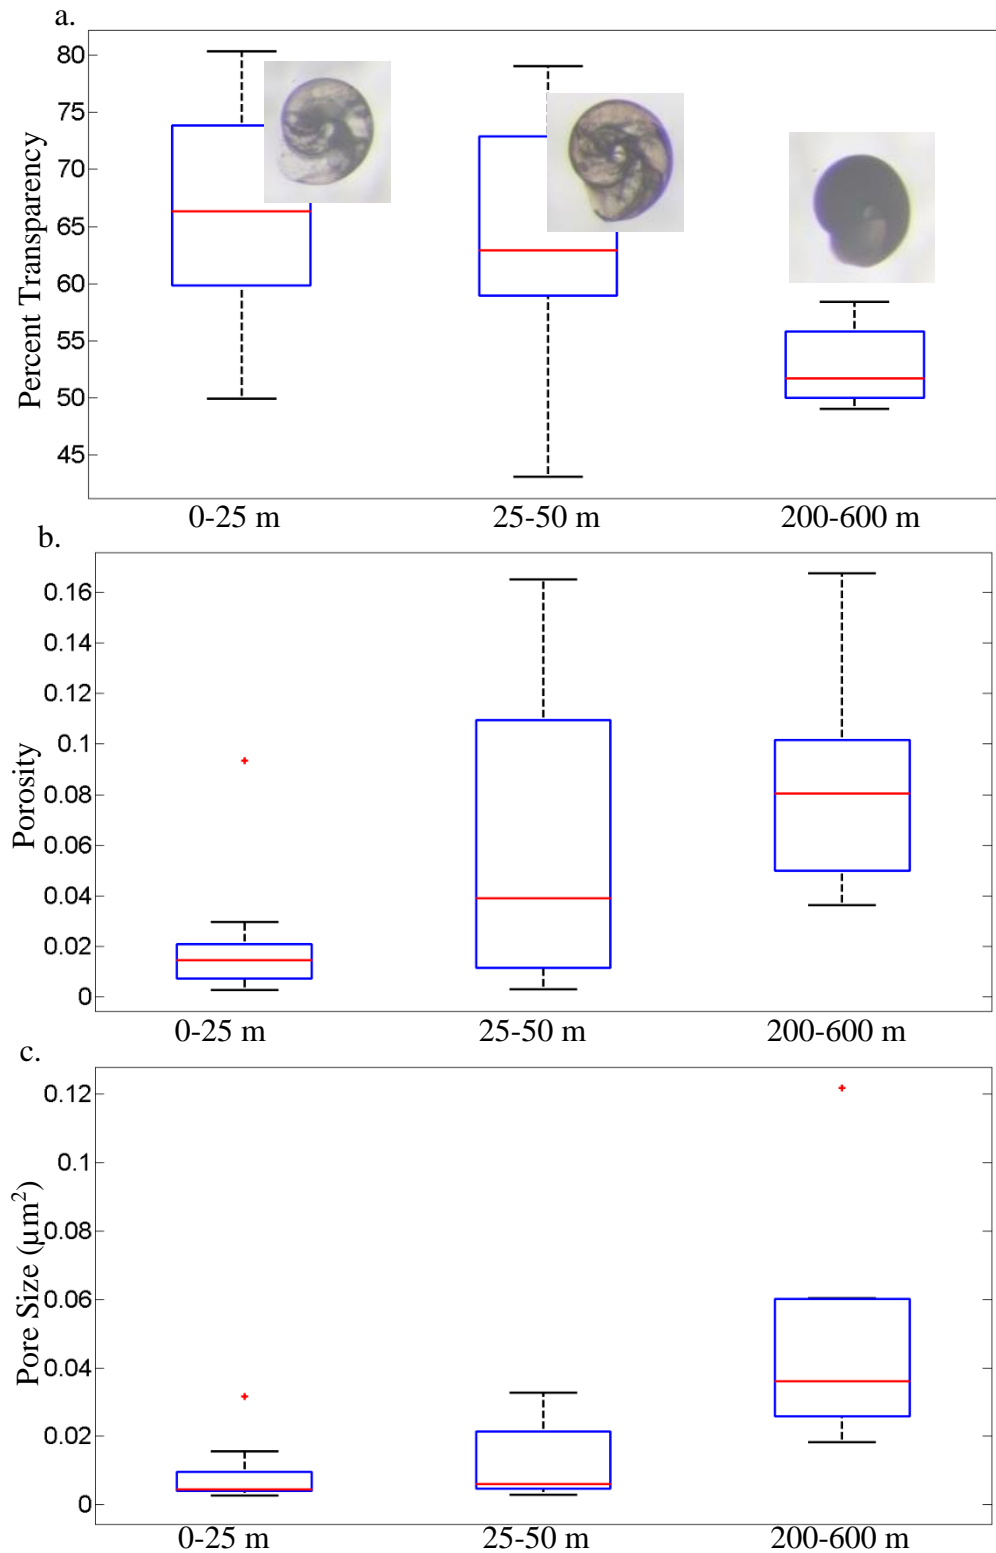 a.
Percent Transparency
80
75
70
65
60
55
50
45
0-25 m
25-50 m
200-600 m
b.
Porosity
0.16
0.14
0.12
0.1
0.08
0.06
0.04
0.02
0
0-25 m
25-50 m
200-600 m
c.
Pore Size (μm²)
0.12
0.1
0.08
0.06
0.04
0.02
0
0-25 m
25-50 m
200-600 m